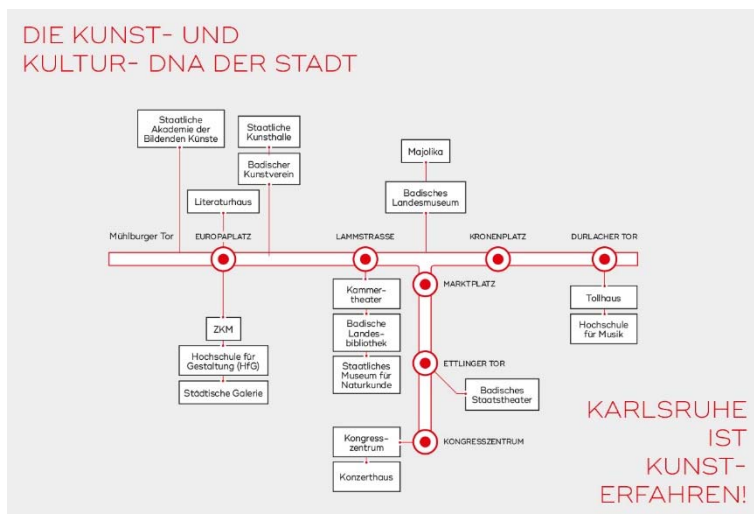 DIE KUNST- UND
KULTUR- DNA DER STADT
Staatliche
Akademie der
Bildenden Künste
Staatliche
Kunsthalle
Badischer
Kunstverein
Literaturhaus
Majolika
Badisches
Landesmuseum
Mühlburger Tor
EUROPAPLATZ
LAMMSTRASSE
KRONENPLATZ
DURLACHER TOR
MARKTPLATZ
Kammer-
theater
Badische
Landes-
bibliothek
Staatliches
Museum für
Naturkunde
Tollhaus
Hochschule
für Musik
ZKM
Hochschule für
Gestaltung (HfG)
Städtische Galerie
ETTLINGER TOR
Badisches
Staatstheater
Kongress-
zentrum
Konzerthaus
KONGRESSZENTRUM
KARLSRUHE
IST
KUNST-
ERFAHREN!